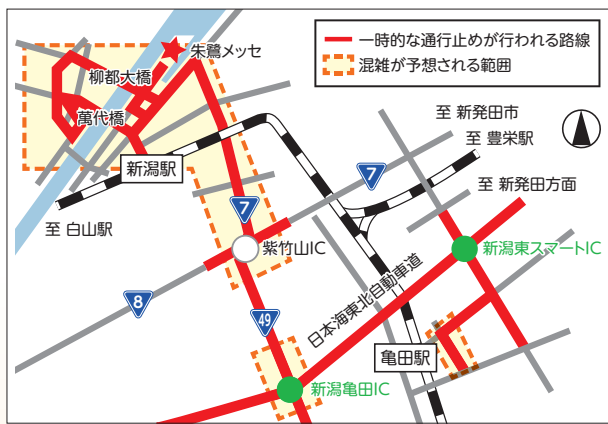 一時的な通行止めが行われる路線
混雑が予想される範囲
朱鷺メッセ
柳都大橋
萬代橋
新潟駅
至 白山駅
至 新発田市
至 豊栄駅
至 新発田方面
7
7
紫竹山IC
8
49
日本海東北自動車道
新潟東スマートIC
亀田駅
新潟亀田IC